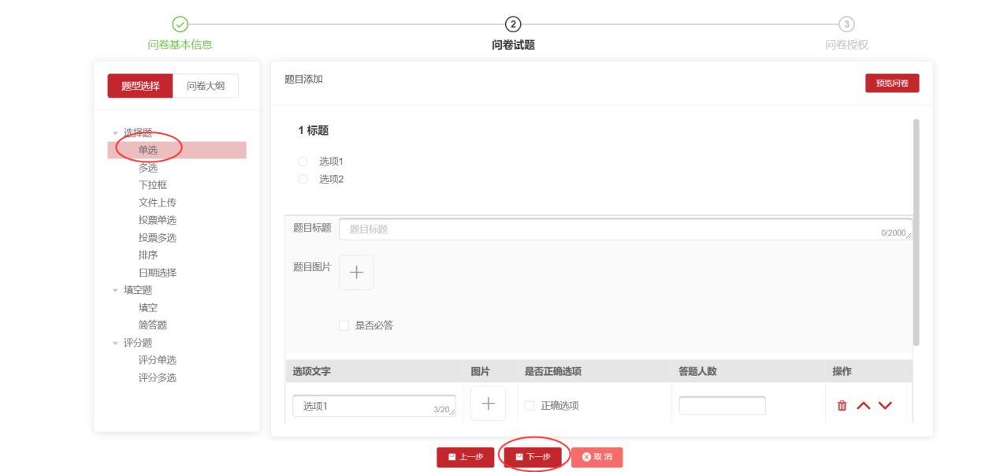 2
3
问卷基本信息
问卷试题
问卷授权
题型选择
问卷大纲
题目添加
预览问卷
选择题
单选
多选
下拉框
文件上传
投票单选
投票多选
排序
日期选择
填空题
填空
简答题
评分题
评分单选
评分多选
1 标题
选项1
选项2
题目标题
题目标题
0/2000
题目图片
是否必答
选项文字 图片 是否正确选项 答题人数 操作
选项1 3/20 正确选项
上一步
下一步
取 消